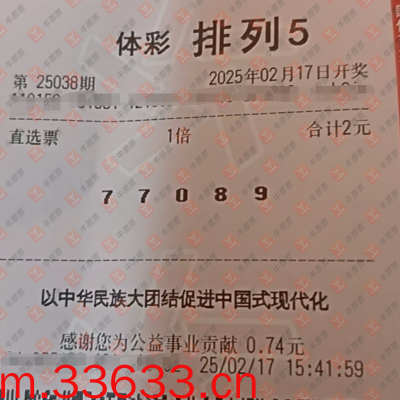 体彩 排列5
第 25038期 2025年02月17日开奖
直选票 1倍 合计2元
7 7 0 8 9
以中华民族大团结促进中国式现代化
感谢您为公益事业贡献 0.74元
25/02/17 15:41:59
m.33633.cn